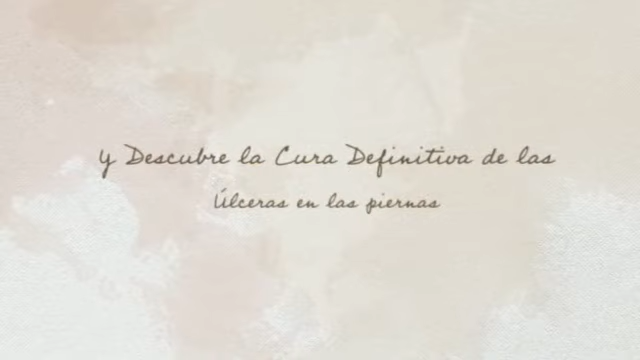 y Descubre la Cura Definitiva de las
Úlceras en las piernas